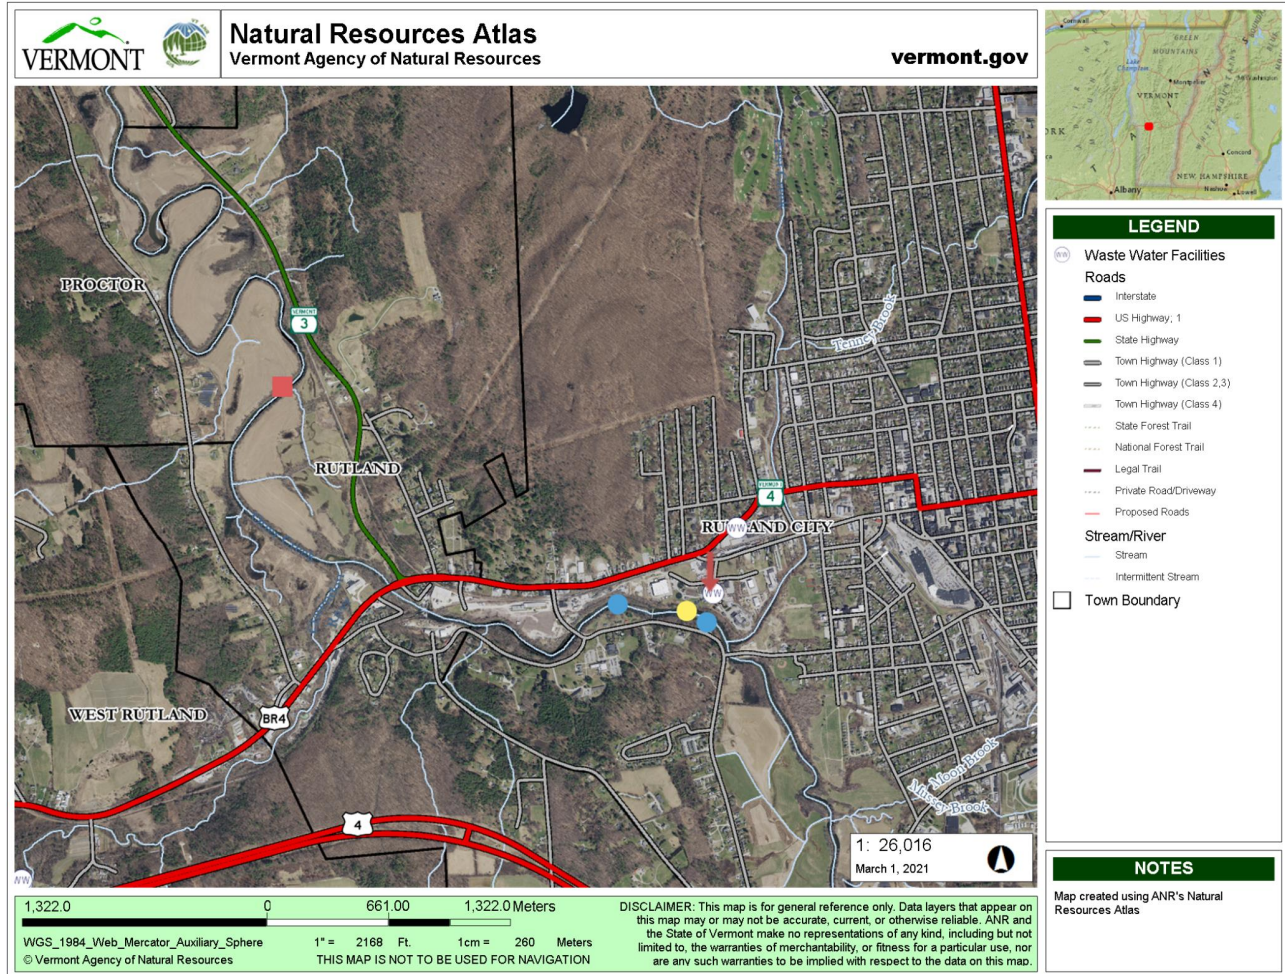 VERMONT
Natural Resources Atlas
Vermont Agency of Natural Resources
vermont.gov
VERMONT
3
PROCTOR
RUTLAND
Tenney Brook
VERMONT
4
RUTLAND CITY
WW
WW
WEST RUTLAND
BR4
4
Moon Brook
Mussey Brook
WW
1: 26,016
March 1, 2021
Cornwall
GREEN
MOUNTAINS
Lake
Champlain
Montpelier
Mt Washington
VERMONT
Concord
NEW HAMPSHIRE
Nashua
Albany
Lowell
LEGEND
WW Waste Water Facilities
Roads
Interstate
US Highway; 1
State Highway
Town Highway (Class 1)
Town Highway (Class 2,3)
Town Highway (Class 4)
State Forest Trail
National Forest Trail
Legal Trail
Private Road/Driveway
Proposed Roads
Stream/River
Stream
Intermittent Stream
Town Boundary
1,322.0 0 661.00 1,322.0 Meters
WGS_1984_Web_Mercator_Auxiliary_Sphere
© Vermont Agency of Natural Resources
1" = 2168 Ft. 1cm = 260 Meters
THIS MAP IS NOT TO BE USED FOR NAVIGATION
DISCLAIMER: This map is for general reference only. Data layers that appear on
this map may or may not be accurate, current, or otherwise reliable. ANR and
the State of Vermont make no representations of any kind, including but not
limited to, the warranties of merchantability, or fitness for a particular use, nor
are any such warranties to be implied with respect to the data on this map.
NOTES
Map created using ANR's Natural
Resources Atlas